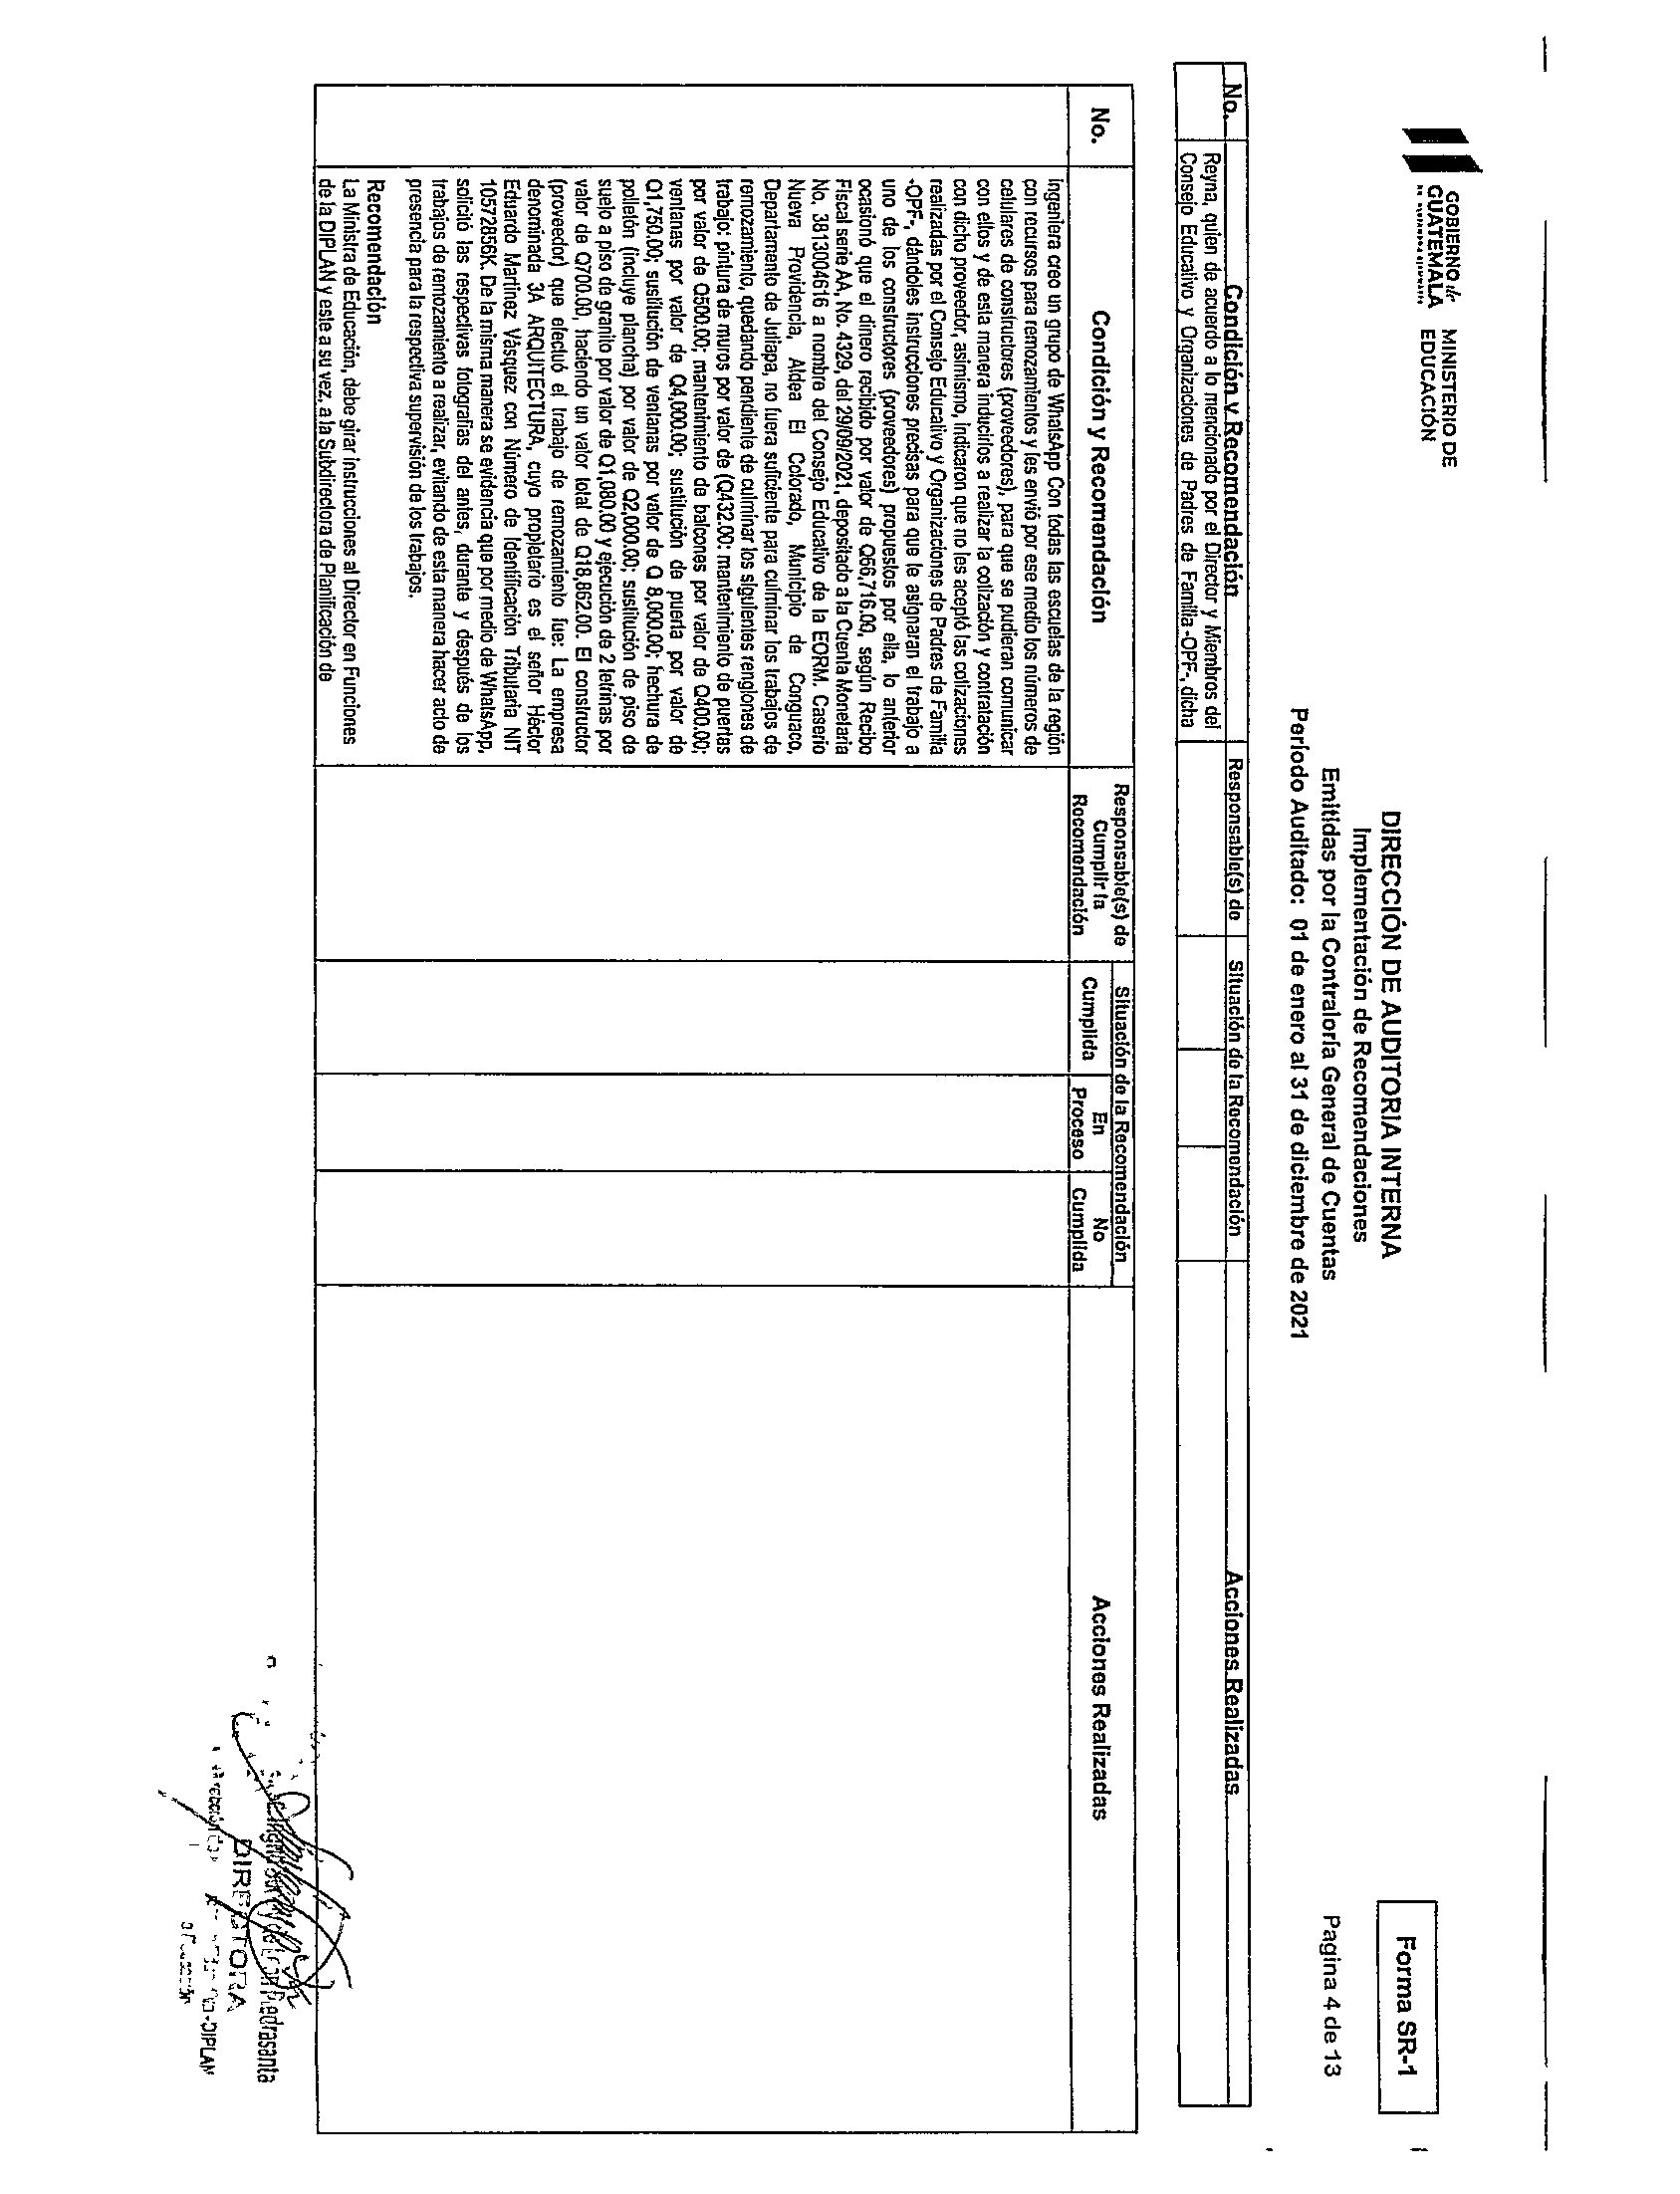 GOBIERNO de
GUATEMALA
MINISTERIO DE
EDUCACIÓN
DIRECCIÓN DE AUDITORIA INTERNA
Implementación de Recomendaciones
Emitidas por la Contraloría General de Cuentas
Período Auditado: 01 de enero al 31 de diciembre de 2021
Forma SR-1
Pagina 4 de 13
No. Condición y Recomendación Responsable(s) de Situación de la Recomendación Acciones Realizadas
Reyna, quien de acuerdo a lo mencionado por el Director y Miembros del
Consejo Educativo y Organizaciones de Padres de Familia -OPF-, dicha
No. Condición y Recomendación Responsable(s) de Cumplir la Recomendación Situación de la Recomendación Acciones Realizadas
Cumplida En Proceso No Cumplida
ingeniera creo un grupo de WhatsApp Con todas las escuelas de la región
con recursos para remozamientos y les envió por ese medio los números de
celulares de constructores (proveedores), para que se pudieran comunicar
con ellos y de esta manera inducirlos a realizar la cotización y contratación
con dicho proveedor, asimismo, indicaron que no les aceptó las cotizaciones
realizadas por el Consejo Educativo y Organizaciones de Padres de Familia
-OPF-, dándoles instrucciones precisas para que le asignaran el trabajo a
uno de los constructores (proveedores) propuestos por ella, lo anterior
ocasionó que el dinero recibido por valor de Q66,716.00, según Recibo
Fiscal serie AA, No. 4329, del 29/09/2021, depositado a la Cuenta Monetaria
No. 3813004616 a nombre del Consejo Educativo de la EORM. Caserio
Nueva Providencia, Aldea El Colorado, Municipio de Conguaco,
Departamento de Jutiapa, no fuera suficiente para culminar los trabajos de
remozamiento, quedando pendiente de culminar los siguientes renglones de
trabajo: pintura de muros por valor de (Q432.00: mantenimiento de puertas
por valor de Q500.00; mantenimiento de balcones por valor de Q400.00;
ventanas por valor de Q4,000.00; sustitución de puerta por valor de
Q1,750.00; sustitución de ventanas por valor de Q 8,000.00; hechura de
polletón (incluye plancha) por valor de Q2,000.00; sustitución de piso de
suelo a piso de granito por valor de Q1,080.00 y ejecución de 2 letrinas por
valor de Q700.00, haciendo un valor total de Q18,862.00. El constructor
(proveedor) que efectuó el trabajo de remozamiento fue: La empresa
denominada 3A ARQUITECTURA, cuyo propietario es el señor Héctor
Eduardo Martínez Vásquez con Número de Identificación Tributaria NIT
10572856K. De la misma manera se evidencia que por medio de WhatsApp,
solicitó las respectivas fotografías del antes, durante y después de los
trabajos de remozamiento a realizar, evitando de esta manera hacer acto de
presencia para la respectiva supervisión de los trabajos.
Recomendación
La Ministra de Educación, debe girar instrucciones al Director en Funciones
de la DIPLAN y este a su vez, a la Subdirectora de Planificación de
Piedrasanta
DIRECTORA
-DIPLAN